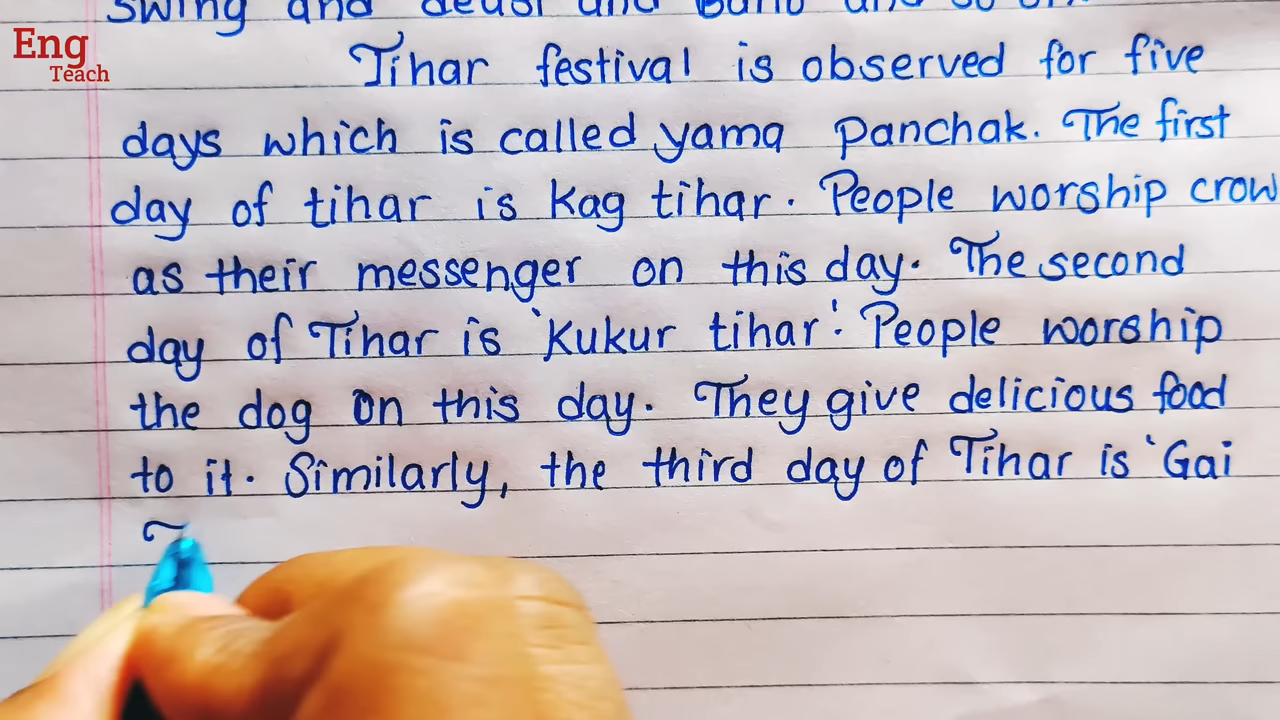 Eng
Teach
swing and
Tihar festival is observed for five
days which is called yama panchak. The first
day of tihar is kag tihar. People worship crow
as their messenger on this day. The second
day of Tihar is 'Kukur tihar'. People worship
the dog on this day. They give delicious food
to it. Similarly, the third day of Tihar is 'Gai